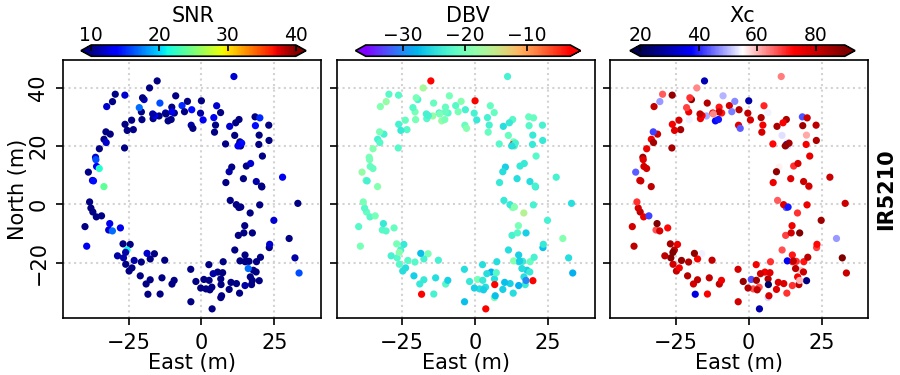 SNR DBV Xc
10 20 30 40 −30 −20 −10 20 40 60 80
North (m)
40
20
0
−20
−25 0 25 −25 0 25 −25 0 25
East (m) East (m) East (m)
IR5210